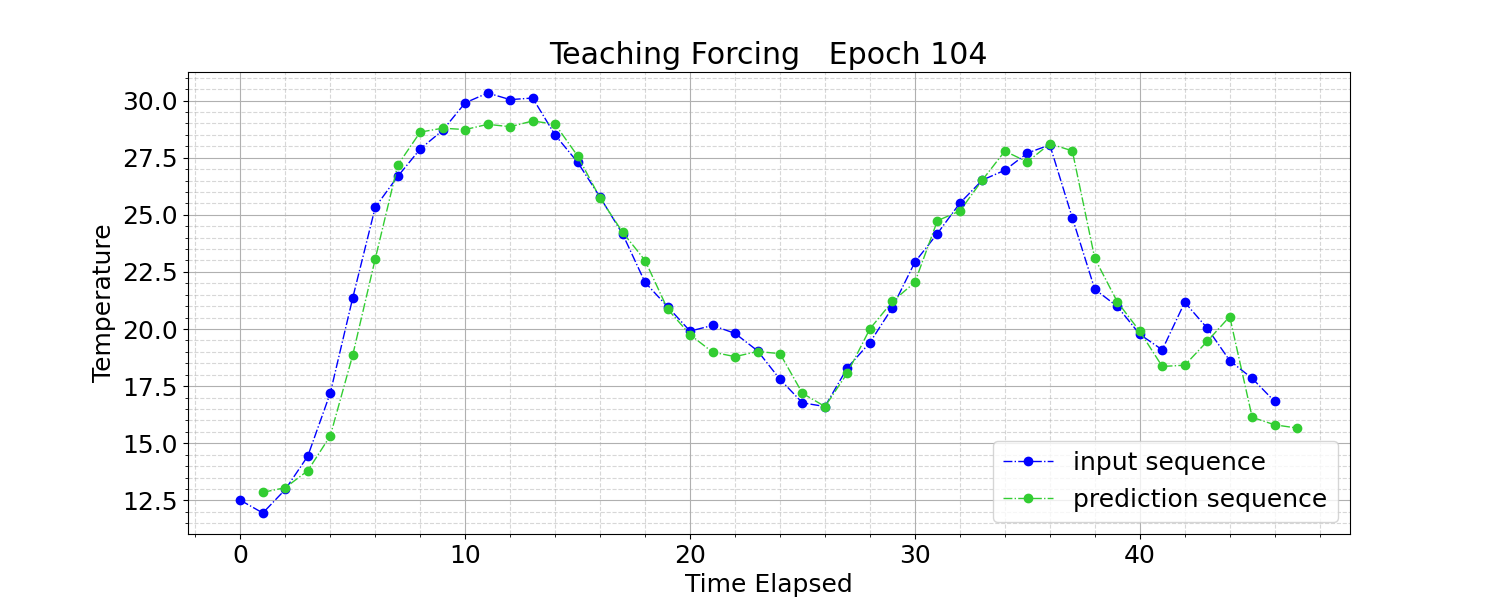 Teaching Forcing   Epoch 104
30.0
27.5
25.0
22.5
20.0
17.5
15.0
12.5
Temperature
input sequence
prediction sequence
0 10 20 30 40
Time Elapsed